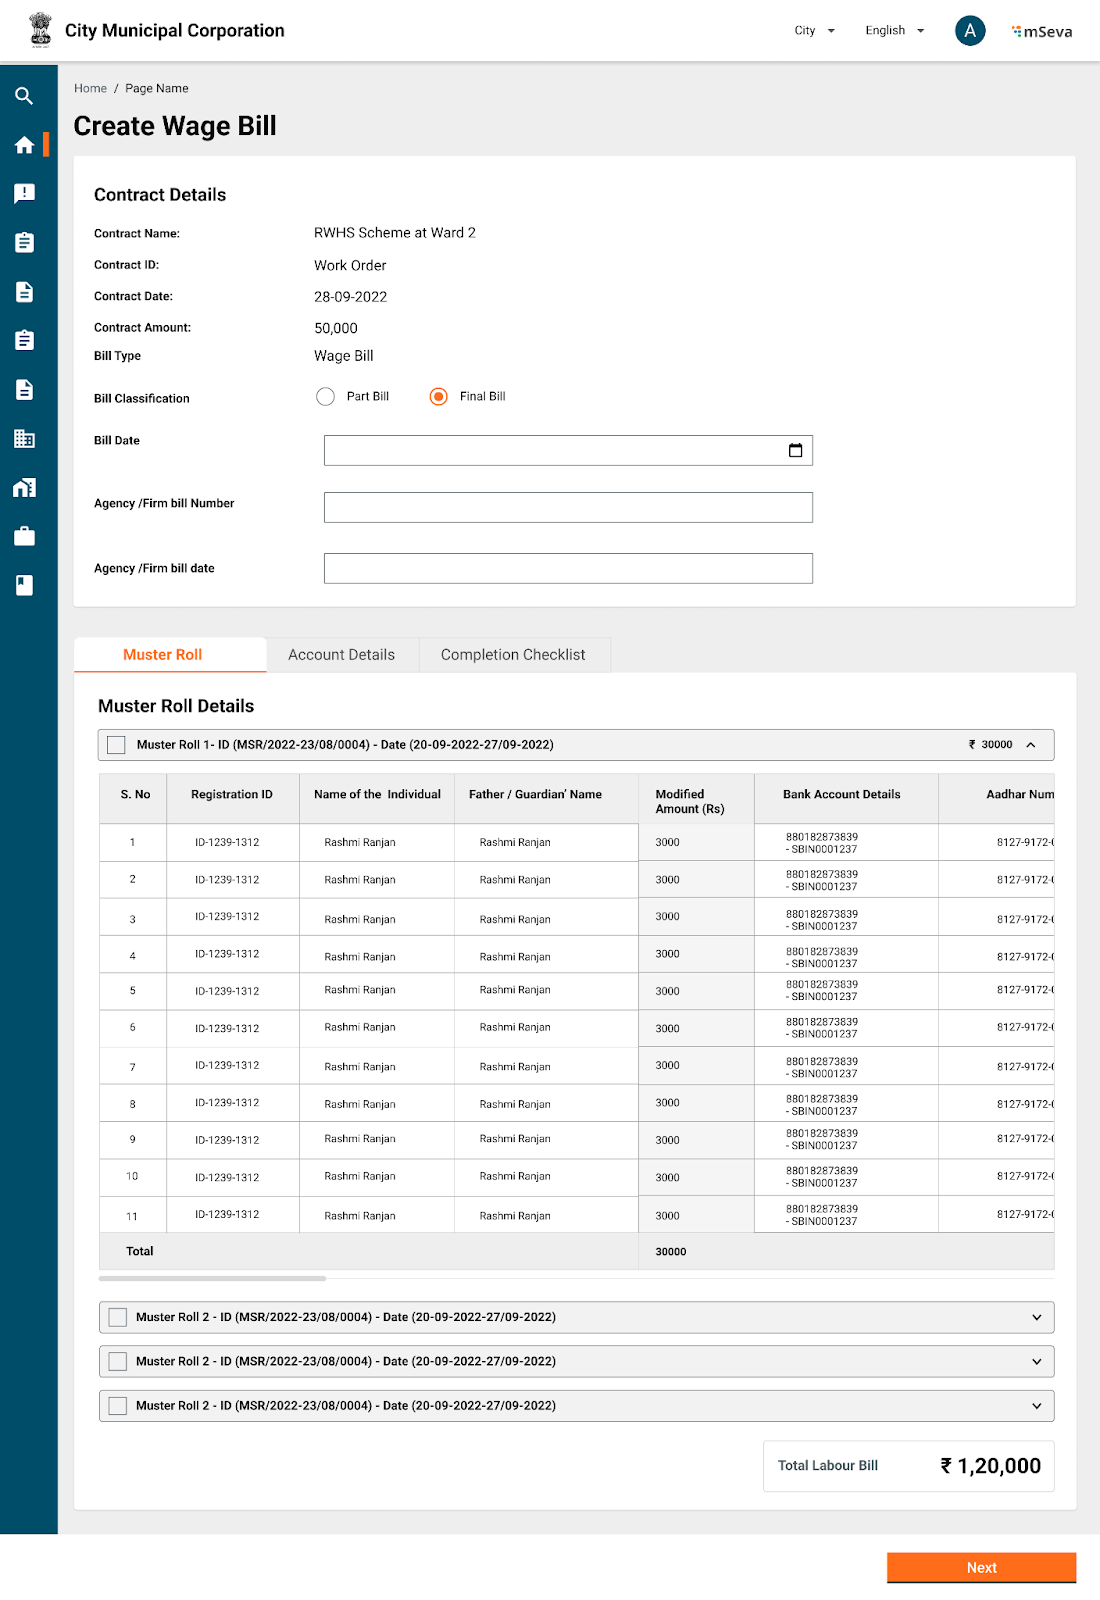 City Municipal Corporation
City
English
A
mSeva
Home / Page Name
Create Wage Bill
Contract Details
Contract Name: RWHS Scheme at Ward 2
Contract ID: Work Order
Contract Date: 28-09-2022
Contract Amount: 50,000
Bill Type Wage Bill
Bill Classification Part Bill Final Bill
Bill Date
Agency /Firm bill Number
Agency /Firm bill date
Muster Roll Account Details Completion Checklist
Muster Roll Details
Muster Roll 1- ID (MSR/2022-23/08/0004) - Date (20-09-2022-27/09-2022) ₹ 30000
S. No Registration ID Name of the Individual Father / Guardian’ Name Modified Bank Account Details Aadhar Num
Amount (Rs)
1 ID-1239-1312 Rashmi Ranjan Rashmi Ranjan 3000 880182873839 8127-9172-
- SBIN0001237
2 ID-1239-1312 Rashmi Ranjan Rashmi Ranjan 3000 880182873839 8127-9172-
- SBIN0001237
3 ID-1239-1312 Rashmi Ranjan Rashmi Ranjan 3000 880182873839 8127-9172-
- SBIN0001237
4 ID-1239-1312 Rashmi Ranjan Rashmi Ranjan 3000 880182873839 8127-9172-
- SBIN0001237
5 ID-1239-1312 Rashmi Ranjan Rashmi Ranjan 3000 880182873839 8127-9172-
- SBIN0001237
6 ID-1239-1312 Rashmi Ranjan Rashmi Ranjan 3000 880182873839 8127-9172-
- SBIN0001237
7 ID-1239-1312 Rashmi Ranjan Rashmi Ranjan 3000 880182873839 8127-9172-
- SBIN0001237
8 ID-1239-1312 Rashmi Ranjan Rashmi Ranjan 3000 880182873839 8127-9172-
- SBIN0001237
9 ID-1239-1312 Rashmi Ranjan Rashmi Ranjan 3000 880182873839 8127-9172-
- SBIN0001237
10 ID-1239-1312 Rashmi Ranjan Rashmi Ranjan 3000 880182873839 8127-9172-
- SBIN0001237
11 ID-1239-1312 Rashmi Ranjan Rashmi Ranjan 3000 880182873839 8127-9172-
- SBIN0001237
Total 30000
Muster Roll 2 - ID (MSR/2022-23/08/0004) - Date (20-09-2022-27/09-2022)
Muster Roll 2 - ID (MSR/2022-23/08/0004) - Date (20-09-2022-27/09-2022)
Muster Roll 2 - ID (MSR/2022-23/08/0004) - Date (20-09-2022-27/09-2022)
Total Labour Bill ₹ 1,20,000
Next